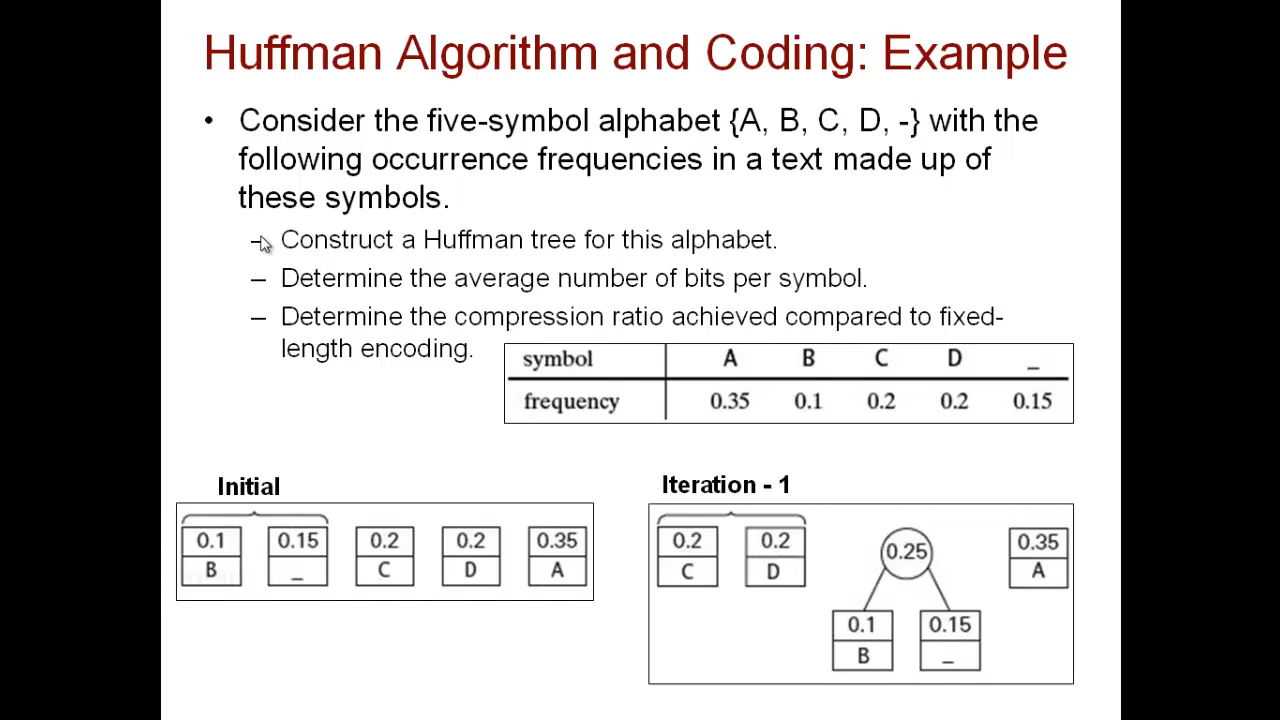 Huffman Algorithm and Coding: Example
• Consider the five-symbol alphabet {A, B, C, D, -} with the
following occurrence frequencies in a text made up of
these symbols.
– Construct a Huffman tree for this alphabet.
– Determine the average number of bits per symbol.
– Determine the compression ratio achieved compared to fixed-
length encoding.
symbol A B C D _
frequency 0.35 0.1 0.2 0.2 0.15
Initial
0.1 0.15 0.2 0.2 0.35
B _ C D A
Iteration - 1
0.2 0.2 0.25 0.35
C D A
0.1 0.15
B _